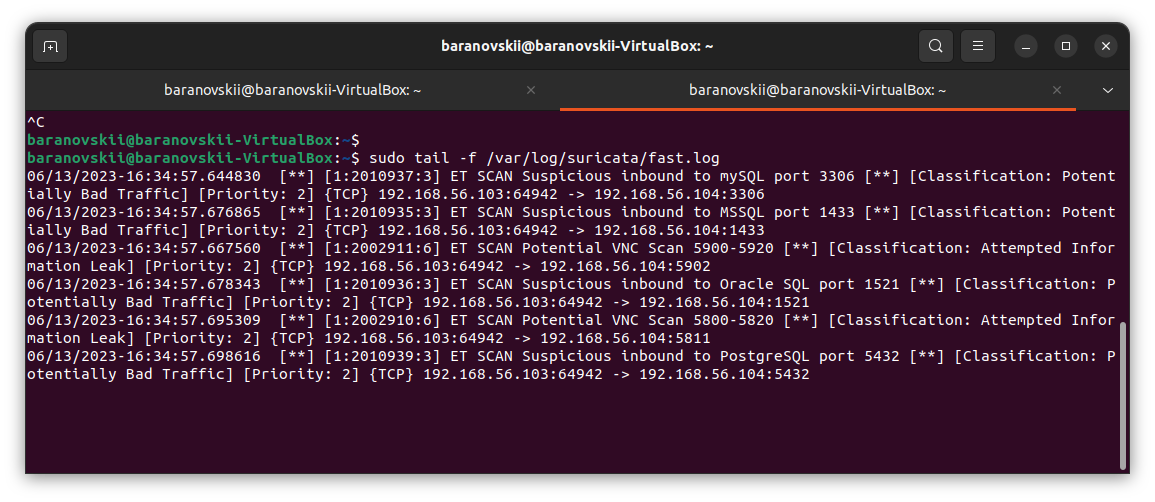 baranovskii@baranovskii-VirtualBox: ~
baranovskii@baranovskii-VirtualBox: ~
baranovskii@baranovskii-VirtualBox: ~
^C
baranovskii@baranovskii-VirtualBox:~$
baranovskii@baranovskii-VirtualBox:~$ sudo tail -f /var/log/suricata/fast.log
06/13/2023-16:34:57.644830  [**] [1:2010937:3] ET SCAN Suspicious inbound to mySQL port 3306 [**] [Classification: Potent
ially Bad Traffic] [Priority: 2] {TCP} 192.168.56.103:64942 -> 192.168.56.104:3306
06/13/2023-16:34:57.676865  [**] [1:2010935:3] ET SCAN Suspicious inbound to MSSQL port 1433 [**] [Classification: Potent
ially Bad Traffic] [Priority: 2] {TCP} 192.168.56.103:64942 -> 192.168.56.104:1433
06/13/2023-16:34:57.667560  [**] [1:2002911:6] ET SCAN Potential VNC Scan 5900-5920 [**] [Classification: Attempted Infor
mation Leak] [Priority: 2] {TCP} 192.168.56.103:64942 -> 192.168.56.104:5902
06/13/2023-16:34:57.678343  [**] [1:2010936:3] ET SCAN Suspicious inbound to Oracle SQL port 1521 [**] [Classification: P
otentially Bad Traffic] [Priority: 2] {TCP} 192.168.56.103:64942 -> 192.168.56.104:1521
06/13/2023-16:34:57.695309  [**] [1:2002910:6] ET SCAN Potential VNC Scan 5800-5820 [**] [Classification: Attempted Infor
mation Leak] [Priority: 2] {TCP} 192.168.56.103:64942 -> 192.168.56.104:5811
06/13/2023-16:34:57.698616  [**] [1:2010939:3] ET SCAN Suspicious inbound to PostgreSQL port 5432 [**] [Classification: P
otentially Bad Traffic] [Priority: 2] {TCP} 192.168.56.103:64942 -> 192.168.56.104:5432